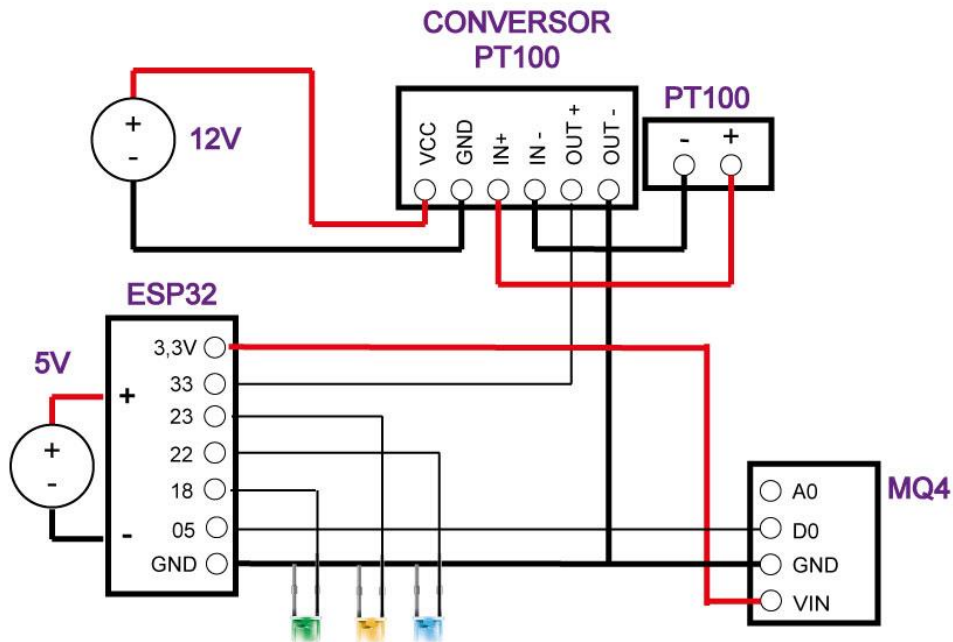 CONVERSOR
PT100
PT100
+
-
12V
VCC
GND
IN+
IN -
OUT +
OUT -
- +
ESP32
5V
+
-
+
-
3,3V
33
23
22
18
05
GND
MQ4
A0
D0
GND
VIN